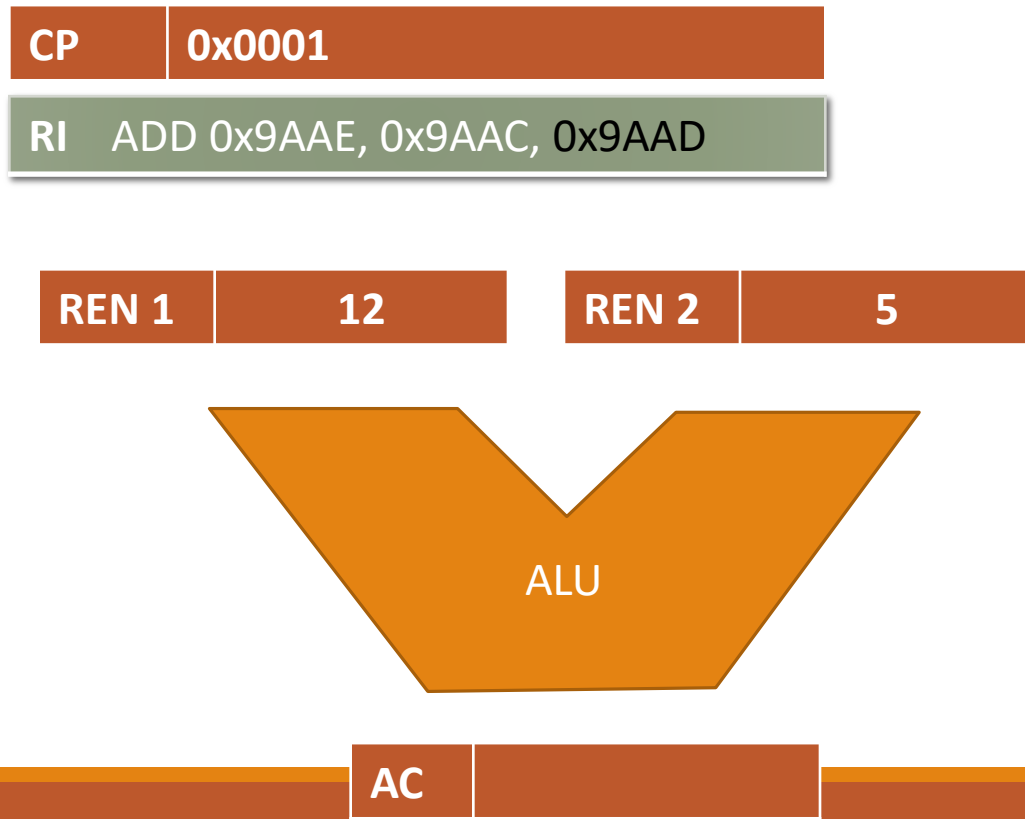 CP 0x0001
RI ADD 0x9AAE, 0x9AAC, 0x9AAD
REN 1 12 REN 2 5
ALU
AC